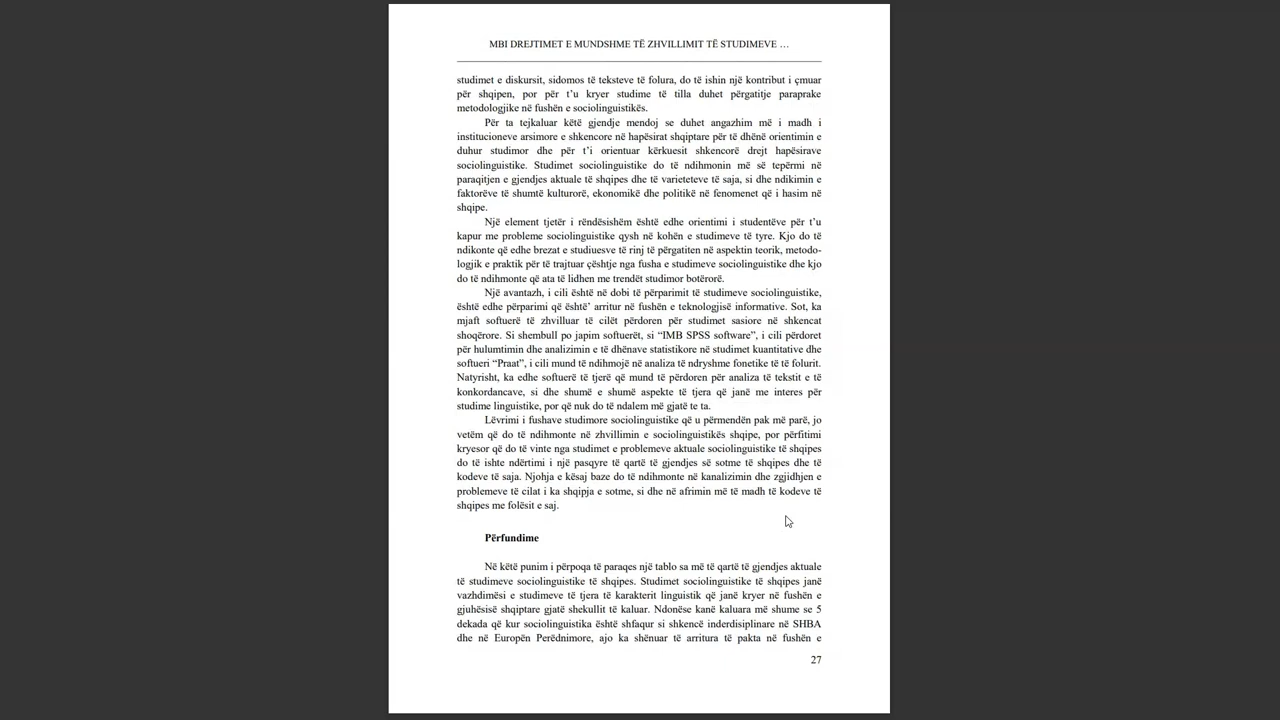 MBI DREJTIMET E MUNDSHME TË ZHVILLIMIT TË STUDIMEVE …
studimet e diskursit, sidomos të teksteve të folura, do të ishin një kontribut i çmuar
për shqipen, por për t’u kryer studime të tilla duhet përgatitje paraprake
metodologjike në fushën e sociolinguistikës.
Për ta tejkaluar këtë gjendje mendoj se duhet angazhim më i madh i
institucioneve arsimore e shkencore në hapësirat shqiptare për të dhënë orientimin e
duhur studimor dhe për t’i orientuar kërkuesit shkencorë drejt hapësirave
sociolinguistike. Studimet sociolinguistike do të ndihmonin më së tepërmi në
paraqitjen e gjendjes aktuale të shqipes dhe të varieteteve të saja, si dhe ndikimin e
faktorëve të shumtë kulturorë, ekonomikë dhe politikë në fenomenet që i hasim në
shqipe.
Një element tjetër i rëndësishëm është edhe orientimi i studentëve për t’u
kapur me probleme sociolinguistike qysh në kohën e studimeve të tyre. Kjo do të
ndikonte që edhe brezat e studiuesve të rinj të përgatiten në aspektin teorik, metodo-
logjik e praktik për të trajtuar çështje nga fusha e studimeve sociolinguistike dhe kjo
do të ndihmonte që ata të lidhen me trendët studimor botërorë.
Një avantazh, i cili është në dobi të përparimit të studimeve sociolinguistike,
është edhe përparimi që është’ arritur në fushën e teknologjisë informative. Sot, ka
mjaft softuerë të zhvilluar të cilët përdoren për studimet sasiore në shkencat
shoqërore. Si shembull po japim softuerët, si “IMB SPSS software”, i cili përdoret
për hulumtimin dhe analizimin e të dhënave statistikore në studimet kuantitative dhe
softueri “Praat”, i cili mund të ndihmojë në analiza të ndryshme fonetike të të folurit.
Natyrisht, ka edhe softuerë të tjerë që mund të përdoren për analiza të tekstit e të
konkordancave, si dhe shumë e shumë aspekte të tjera që janë me interes për
studime linguistike, por që nuk do të ndalem më gjatë te ta.
Lëvrimi i fushave studimore sociolinguistike që u përmendën pak më parë, jo
vetëm që do të ndihmonte në zhvillimin e sociolinguistikës shqipe, por përfitimi
kryesor që do të vinte nga studimet e problemeve aktuale sociolinguistike të shqipes
do të ishte ndërtimi i një pasqyre të qartë të gjendjes së sotme të shqipes dhe të
kodeve të saja. Njohja e kësaj baze do të ndihmonte në kanalizimin dhe zgjidhjen e
problemeve të cilat i ka shqipja e sotme, si dhe në afrimin më të madh të kodeve të
shqipes me folësit e saj.
Përfundime
Në këtë punim i përpoqa të paraqes një tablo sa më të qartë të gjendjes aktuale
të studimeve sociolinguistike të shqipes. Studimet sociolinguistike të shqipes janë
vazhdimësi e studimeve të tjera të karakterit linguistik që janë kryer në fushën e
gjuhësisë shqiptare gjatë shekullit të kaluar. Ndonëse kanë kaluara më shume se 5
dekada që kur sociolinguistika është shfaqur si shkencë inderdisiplinare në SHBA
dhe në Europën Perëdnimore, ajo ka shënuar të arritura të pakta në fushën e
27